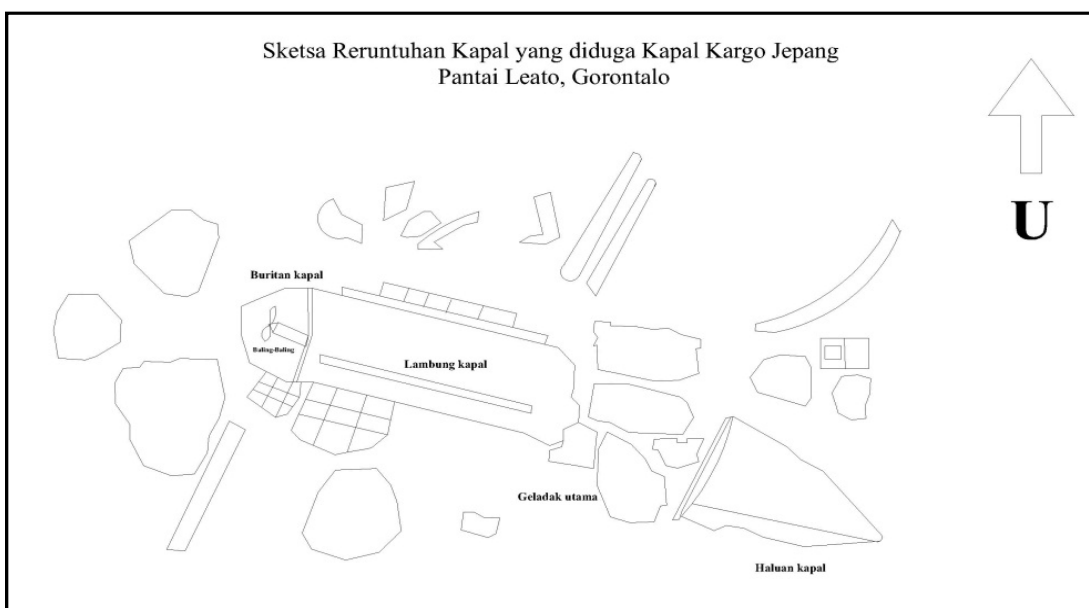 Sketsa Reruntuhan Kapal yang diduga Kapal Kargo Jepang
Pantai Leato, Gorontalo
U
Buritan kapal
Baling-Baling
Lambung kapal
Geladak utama
Haluan kapal